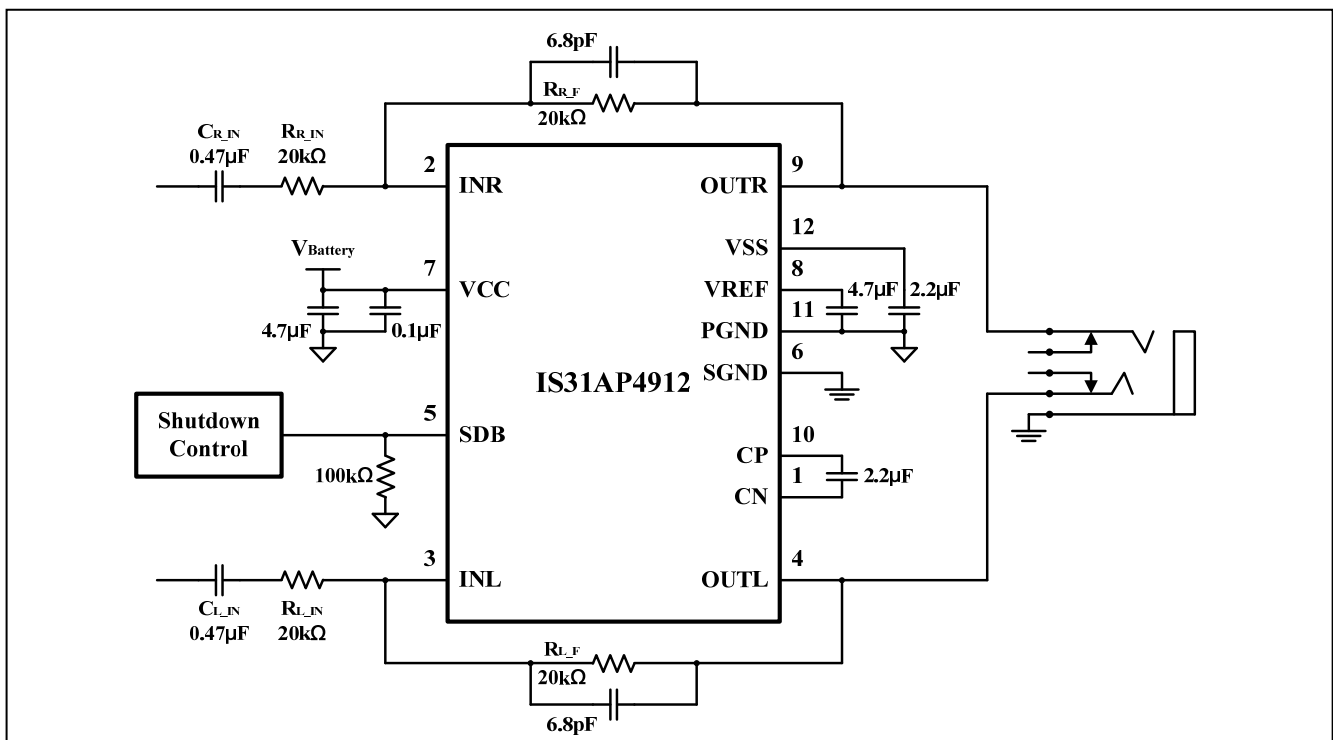 6.8pF
RR_F
20kΩ
CR_IN
0.47µF
RR_IN
20kΩ
2
INR
9
OUTR
VBattery
12
VSS
7
VCC
8
VREF
4.7µF
2.2µF
4.7µF
0.1µF
11
PGND
6
SGND
IS31AP4912
Shutdown
Control
5
SDB
100kΩ
10
CP
1
CN
2.2µF
3
INL
4
OUTL
CL_IN
0.47µF
RL_IN
20kΩ
RL_F
20kΩ
6.8pF